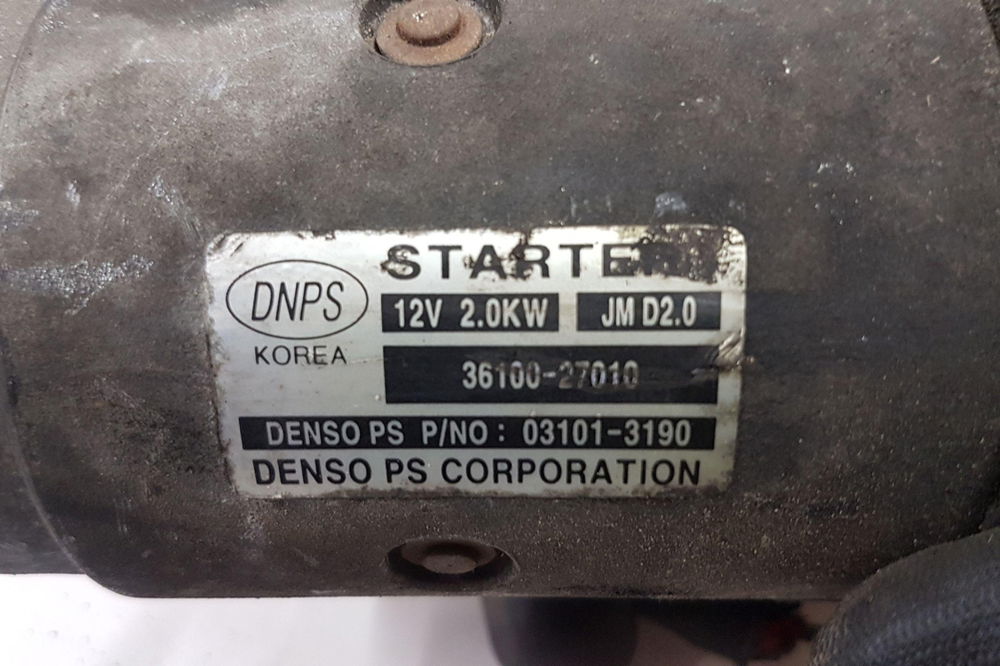 STARTER
DNPS
KOREA
12V 2.0KW
JM D2.0
36100-27010
DENSO PS P/NO : 03101-3190
DENSO PS CORPORATION